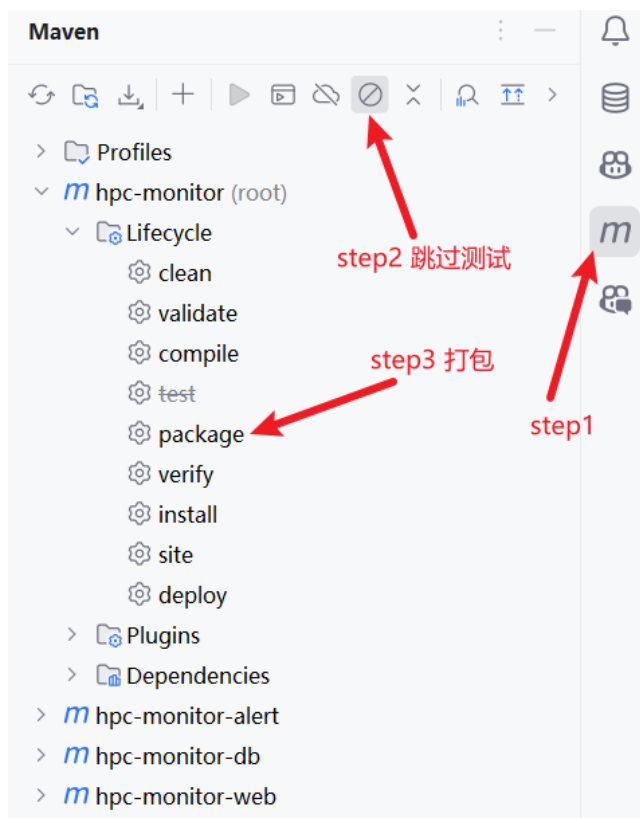 Maven
Profiles
m hpc-monitor (root)
Lifecycle
m
step2 跳过测试
clean
validate
compile
step3 打包
test
step1
package
verify
install
site
deploy
Plugins
Dependencies
m hpc-monitor-alert
m hpc-monitor-db
m hpc-monitor-web